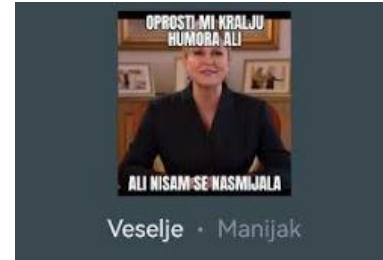 OPROSTI MI KRALJU
HUMORA ALI
ALI NISAM SE NASMIJALA
Veselje · Manijak